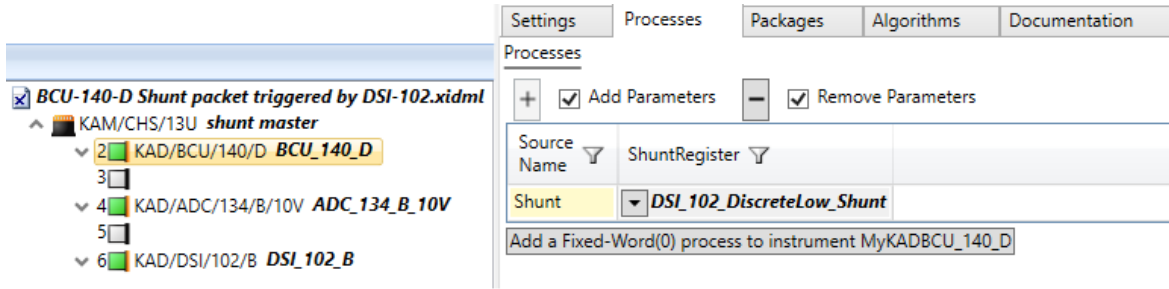 Settings Processes Packages Algorithms Documentation
Processes
+ Add Parameters − Remove Parameters
Source Name ShuntRegister
Shunt DSI_102_DiscreteLow_Shunt
Add a Fixed-Word(0) process to instrument MyKADBCU_140_D
BCU-140-D Shunt packet triggered by DSI-102.xidml
KAM/CHS/13U shunt master
2 KAD/BCU/140/D BCU_140_D
3
4 KAD/ADC/134/B/10V ADC_134_B_10V
5
6 KAD/DSI/102/B DSI_102_B